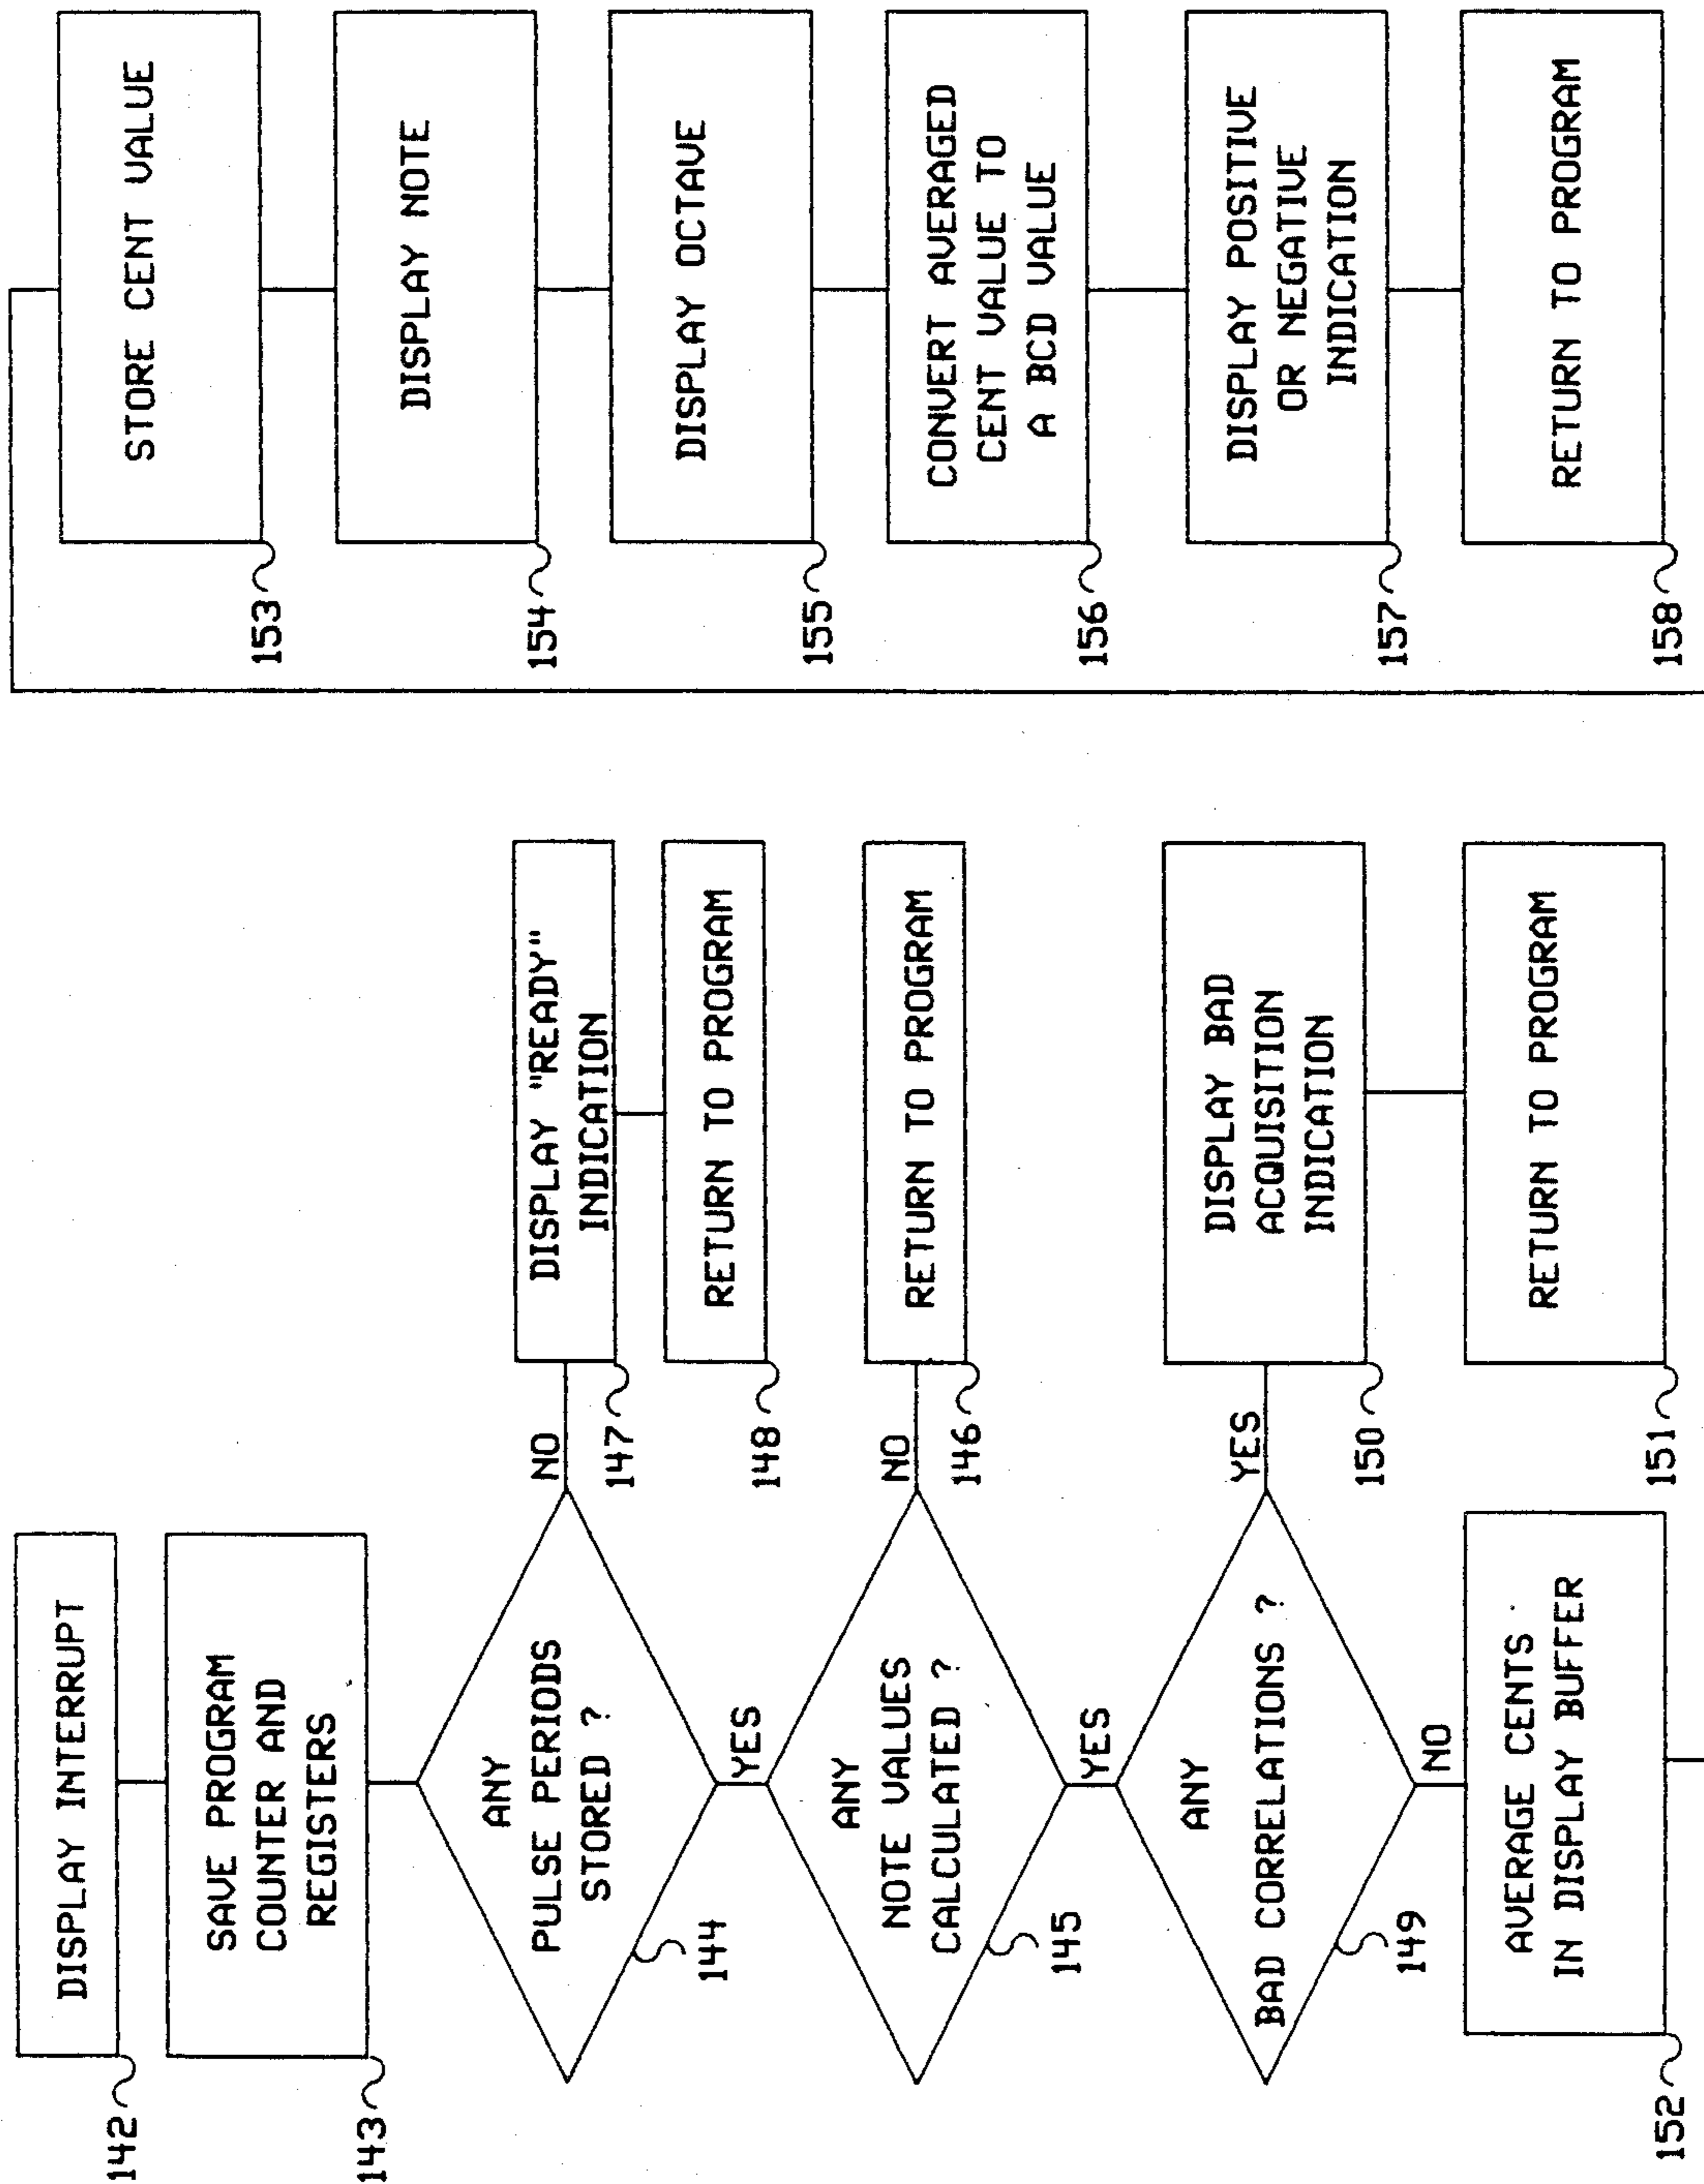 DISPLAY INTERRUPT
142
SAVE PROGRAM
COUNTER AND
REGISTERS
143
ANY
PULSE PERIODS
STORED ?
144
NO
DISPLAY "READY"
INDICATION
147
RETURN TO PROGRAM
148
YES
ANY
NOTE VALUES
CALCULATED ?
145
NO
RETURN TO PROGRAM
146
YES
ANY
BAD CORRELATIONS ?
149
YES
DISPLAY BAD
ACQUISITION
INDICATION
150
RETURN TO PROGRAM
151
NO
AVERAGE CENTS
IN DISPLAY BUFFER
152
STORE CENT VALUE
153
DISPLAY NOTE
154
DISPLAY OCTAVE
155
CONVERT AVERAGED
CENT VALUE TO
A BCD VALUE
156
DISPLAY POSITIVE
OR NEGATIVE
INDICATION
157
RETURN TO PROGRAM
158